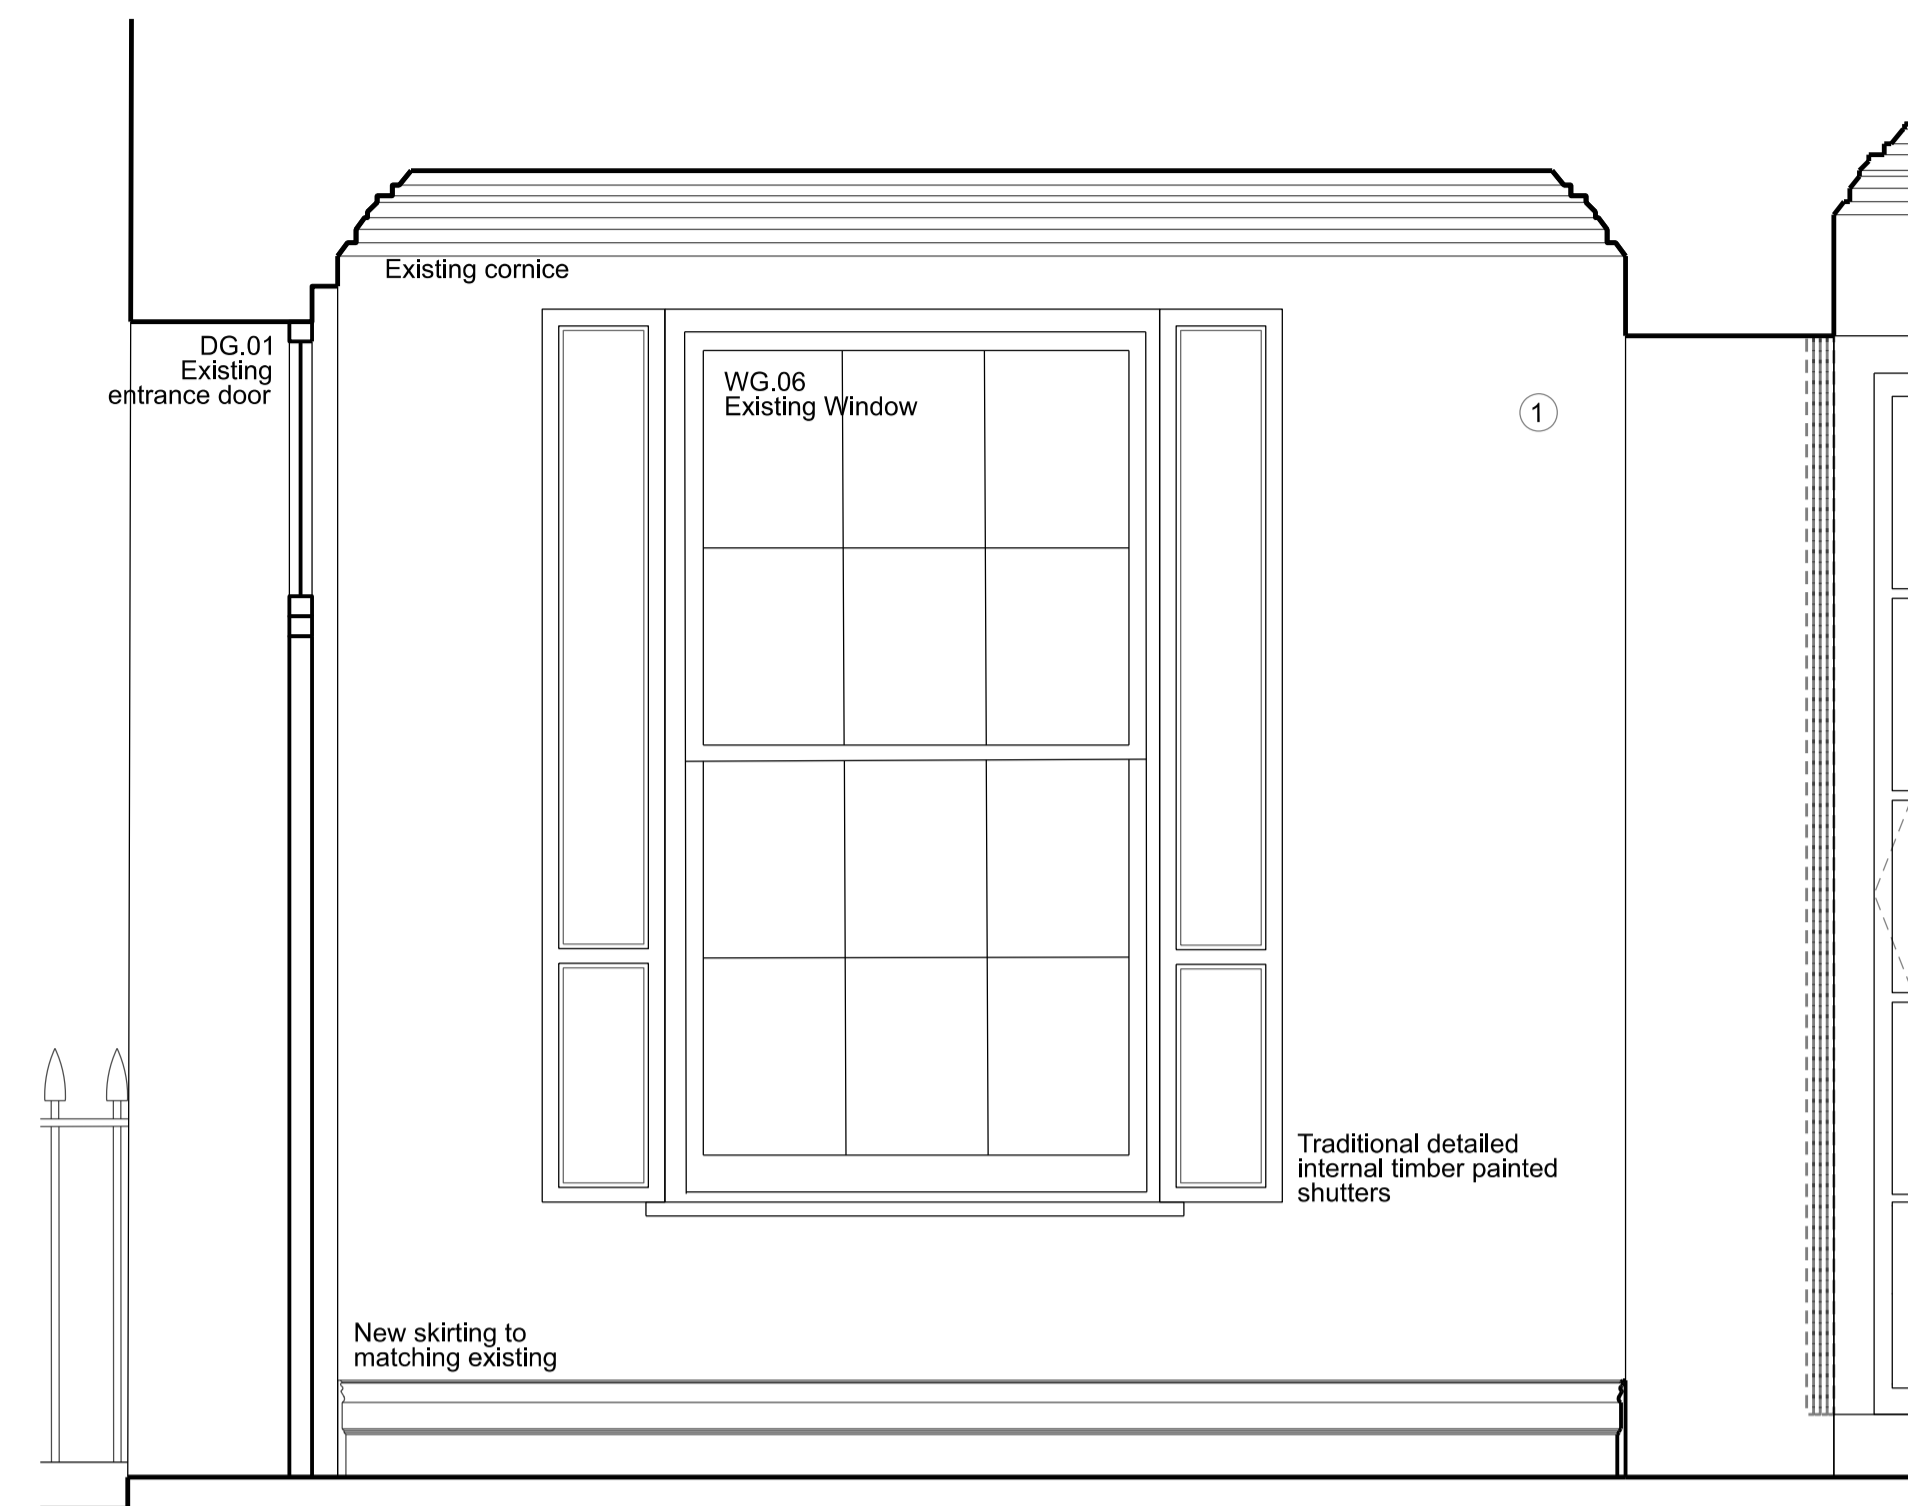 Existing cornice
DG.01
Existing
entrance door
WG.06
Existing Window
1
Traditional detailed
internal timber painted
shutters
New skirting to
matching existing